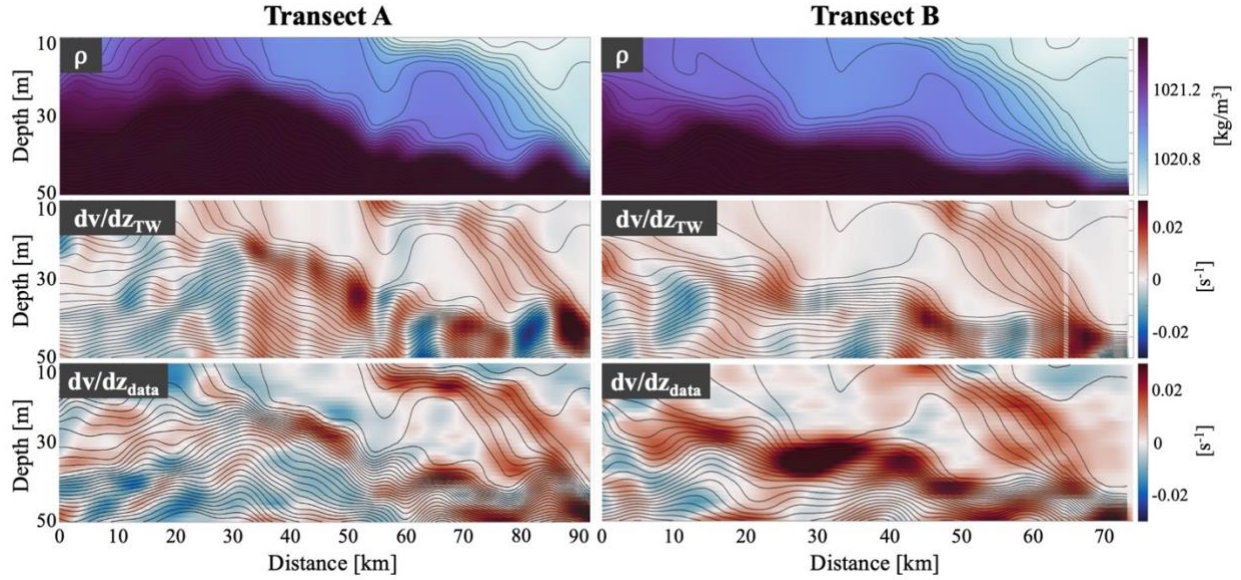 Transect A
Transect B
ρ
ρ
Depth [m]
10
30
50
1021.2
1020.8
[kg/m³]
dv/dzTW
dv/dzTW
Depth [m]
10
30
50
0.02
0
-0.02
[s⁻¹]
dv/dzdata
dv/dzdata
Depth [m]
10
30
50
0.02
0
-0.02
[s⁻¹]
0 10 20 30 40 50 60 70 80 90
0 10 20 30 40 50 60 70
Distance [km]
Distance [km]